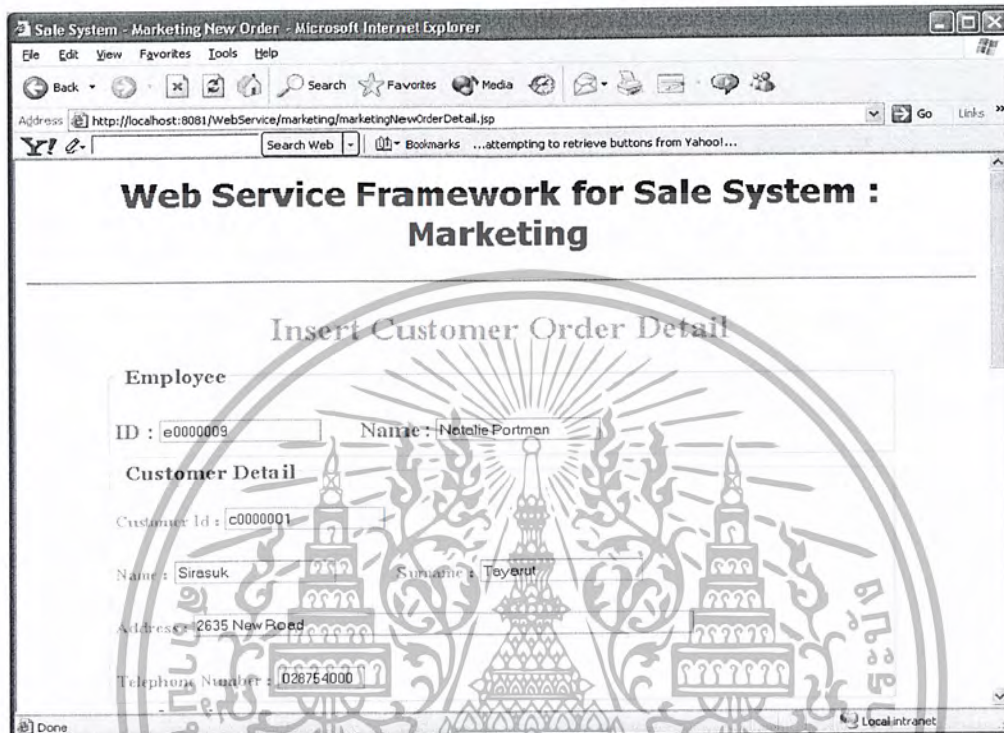 Sale System - Marketing New Order - Microsoft Internet Explorer
File Edit View Favorites Tools Help
Back Search Favorites Media
Address http://localhost:8081/WebService/marketing/marketingNewOrderDetail.jsp Go Links »
Y! Search Web Bookmarks ...attempting to retrieve buttons from Yahoo!...
Web Service Framework for Sale System :
Marketing
Insert Customer Order Detail
Employee
ID : e0000009 Name : Natalie Portman
Customer Detail
Customer Id : c0000001
Name : Sirasuk Surname : Tayarut
Address : 2635 New Road
Telephone Number : 028754000
Done Local intranet